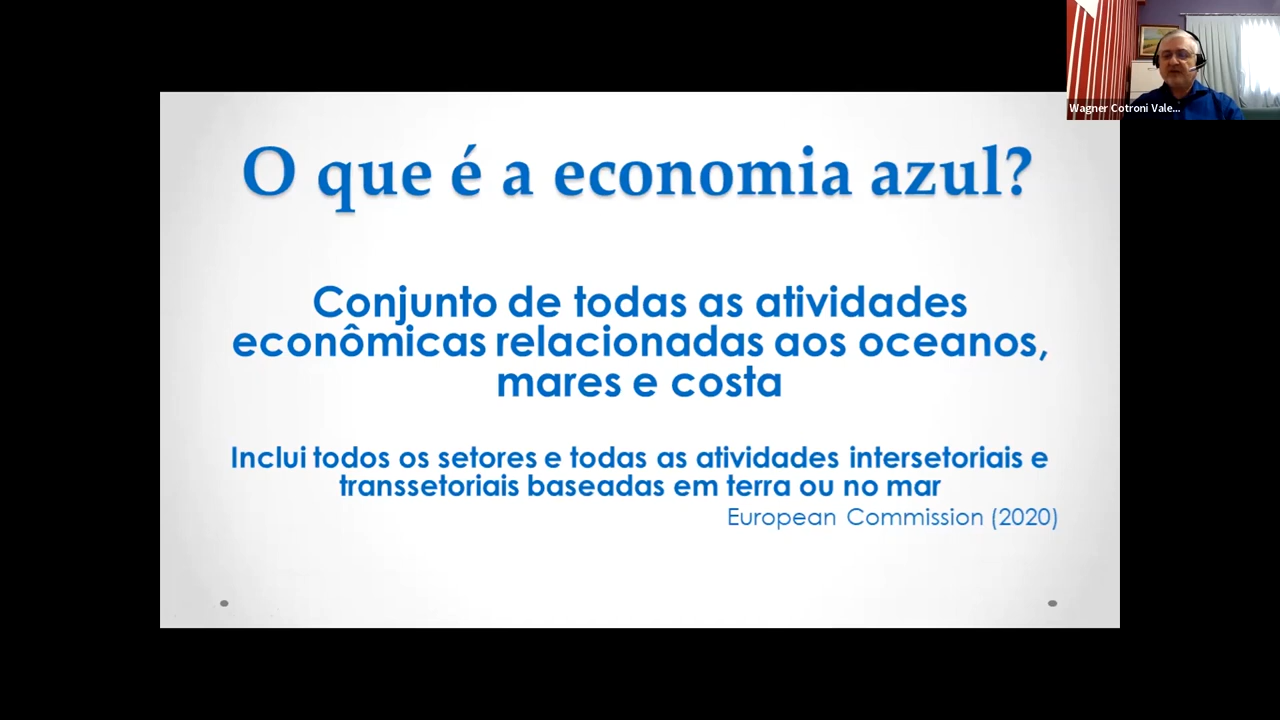 Wagner Cotroni Vale...
O que é a economia azul?
Conjunto de todas as atividades
econômicas relacionadas aos oceanos,
mares e costa
Inclui todos os setores e todas as atividades intersetoriais e
transsetoriais baseadas em terra ou no mar
European Commission (2020)